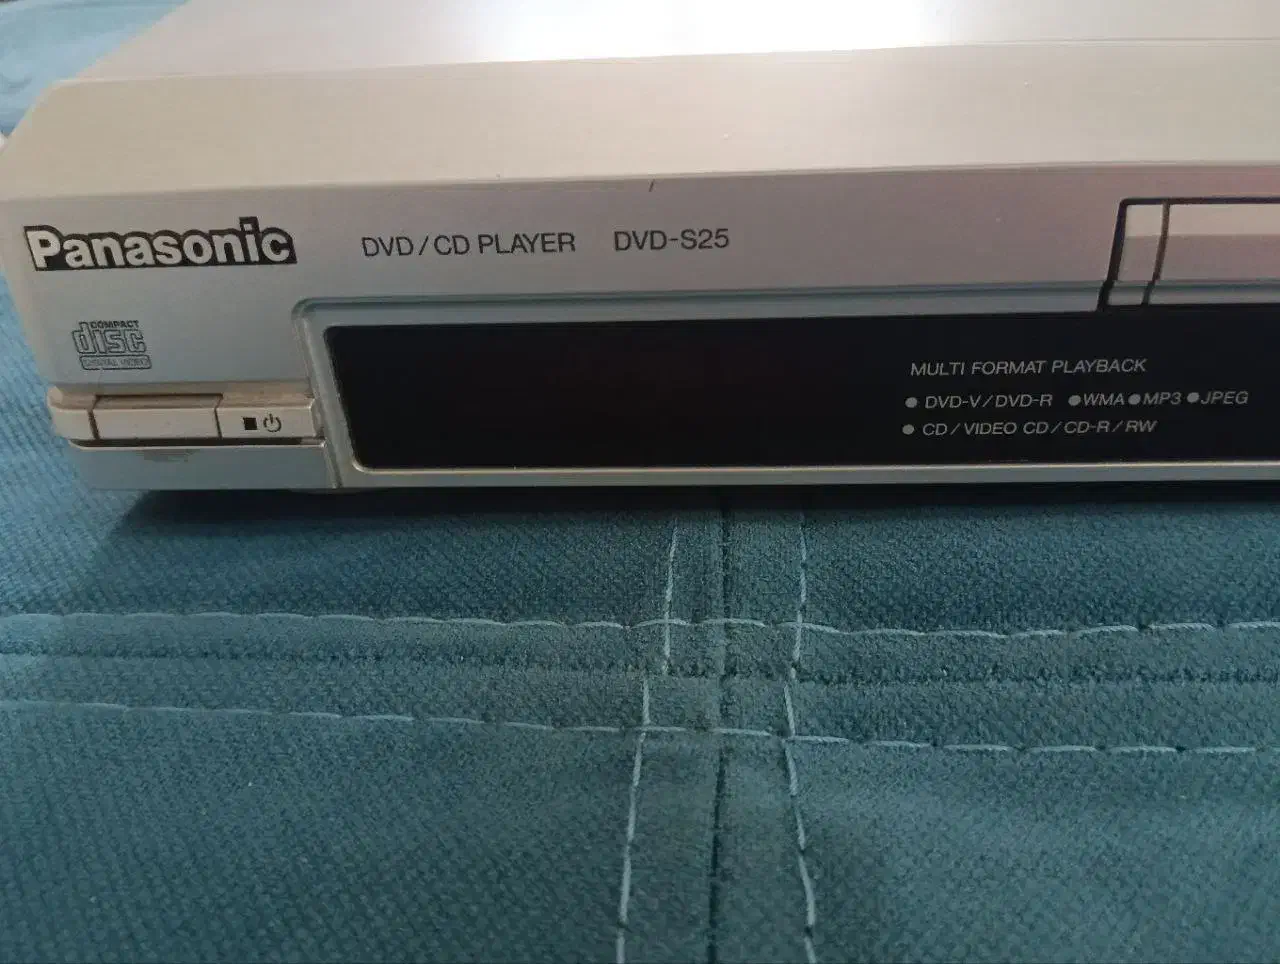 Panasonic
DVD/CD PLAYER DVD-S25
COMPACT
disc
DIGITAL VIDEO
MULTI FORMAT PLAYBACK
● DVD-V/DVD-R ●WMA ●MP3 ●JPEG
● CD/VIDEO CD/CD-R/RW